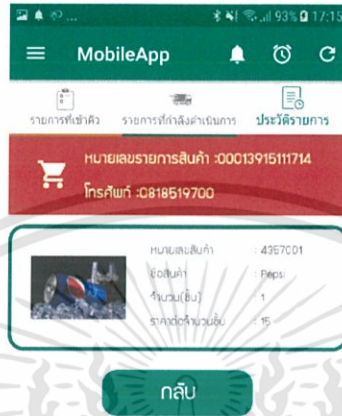 93% 17:15
MobileApp
รายการที่เข้าคิว รายการที่กำลังดำเนินการ ประวัติรายการ
หมายเลขรายการสินค้า :00013915111714
โทรศัพท์ :0818519700
หมายเลขสินค้า : 4357001
ชื่อสินค้า : Pepsi
จำนวน(ชิ้น) : 1
ราคาต่อจำนวนชิ้น : 15
กลับ